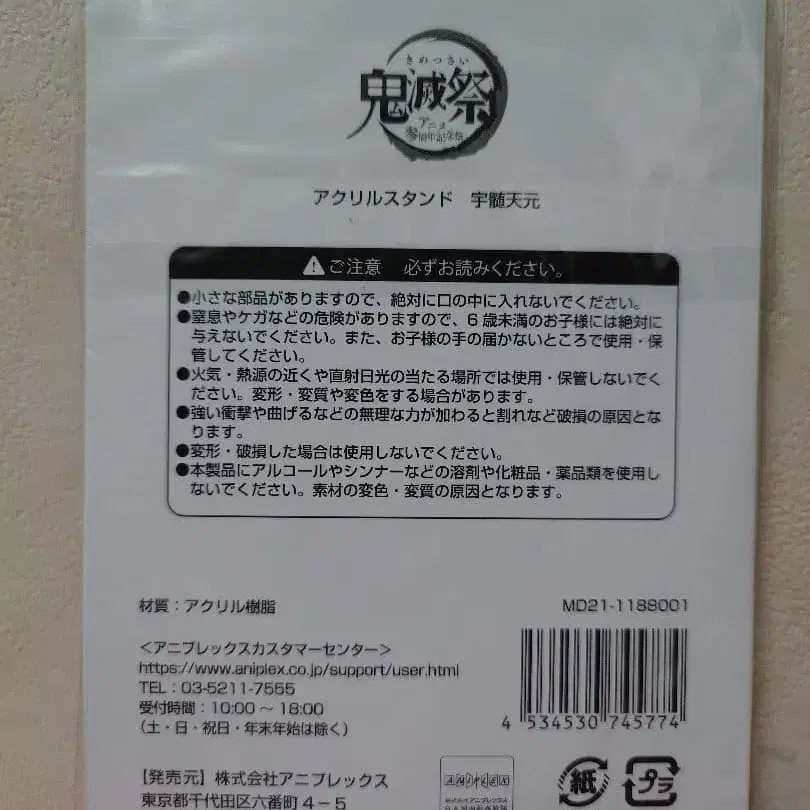 きめつさい
鬼滅祭
アニメ
参周年記念祭
アクリルスタンド 宇髄天元
ご注意 必ずお読みください。
●小さな部品がありますので、絶対に口の中に入れないでください。
●窒息やケガなどの危険がありますので、6歳未満のお子様には絶対に
与えないでください。また、お子様の手の届かないところで使用・保
管してください。
●火気・熱源の近くや直射日光の当たる場所では使用・保管しないでく
ださい。変形・変質や変色をする場合があります。
●強い衝撃や曲げるなどの無理な力が加わると割れなど破損の原因とな
ります。
●変形・破損した場合は使用しないでください。
●本製品にアルコールやシンナーなどの溶剤や化粧品・薬品類を使用し
ないでください。素材の変色・変質の原因となります。
材質：アクリル樹脂
MD21-1188001
<アニプレックスカスタマーセンター>
https://www.aniplex.co.jp/support/user.html
TEL：03-5211-7555
受付時間：10:00～18:00
（土・日・祝日・年末年始は除く）
4 534530 745774
【発売元】株式会社アニプレックス
東京都千代田区六番町4-5
ANIPLEX
株式会社アニプレックス
紙
プラ